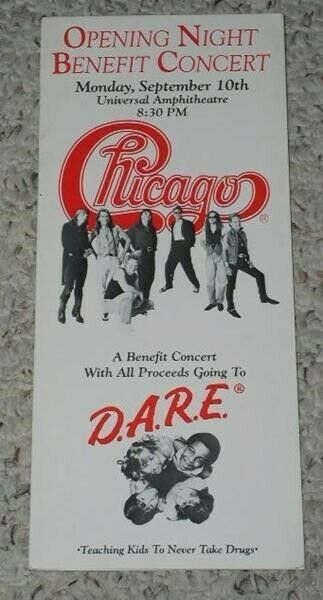 OPENING NIGHT
BENEFIT CONCERT
Monday, September 10th
Universal Amphitheatre
8:30 PM
Chicago®
A Benefit Concert
With All Proceeds Going To
D.A.R.E.®
•Teaching Kids To Never Take Drugs•